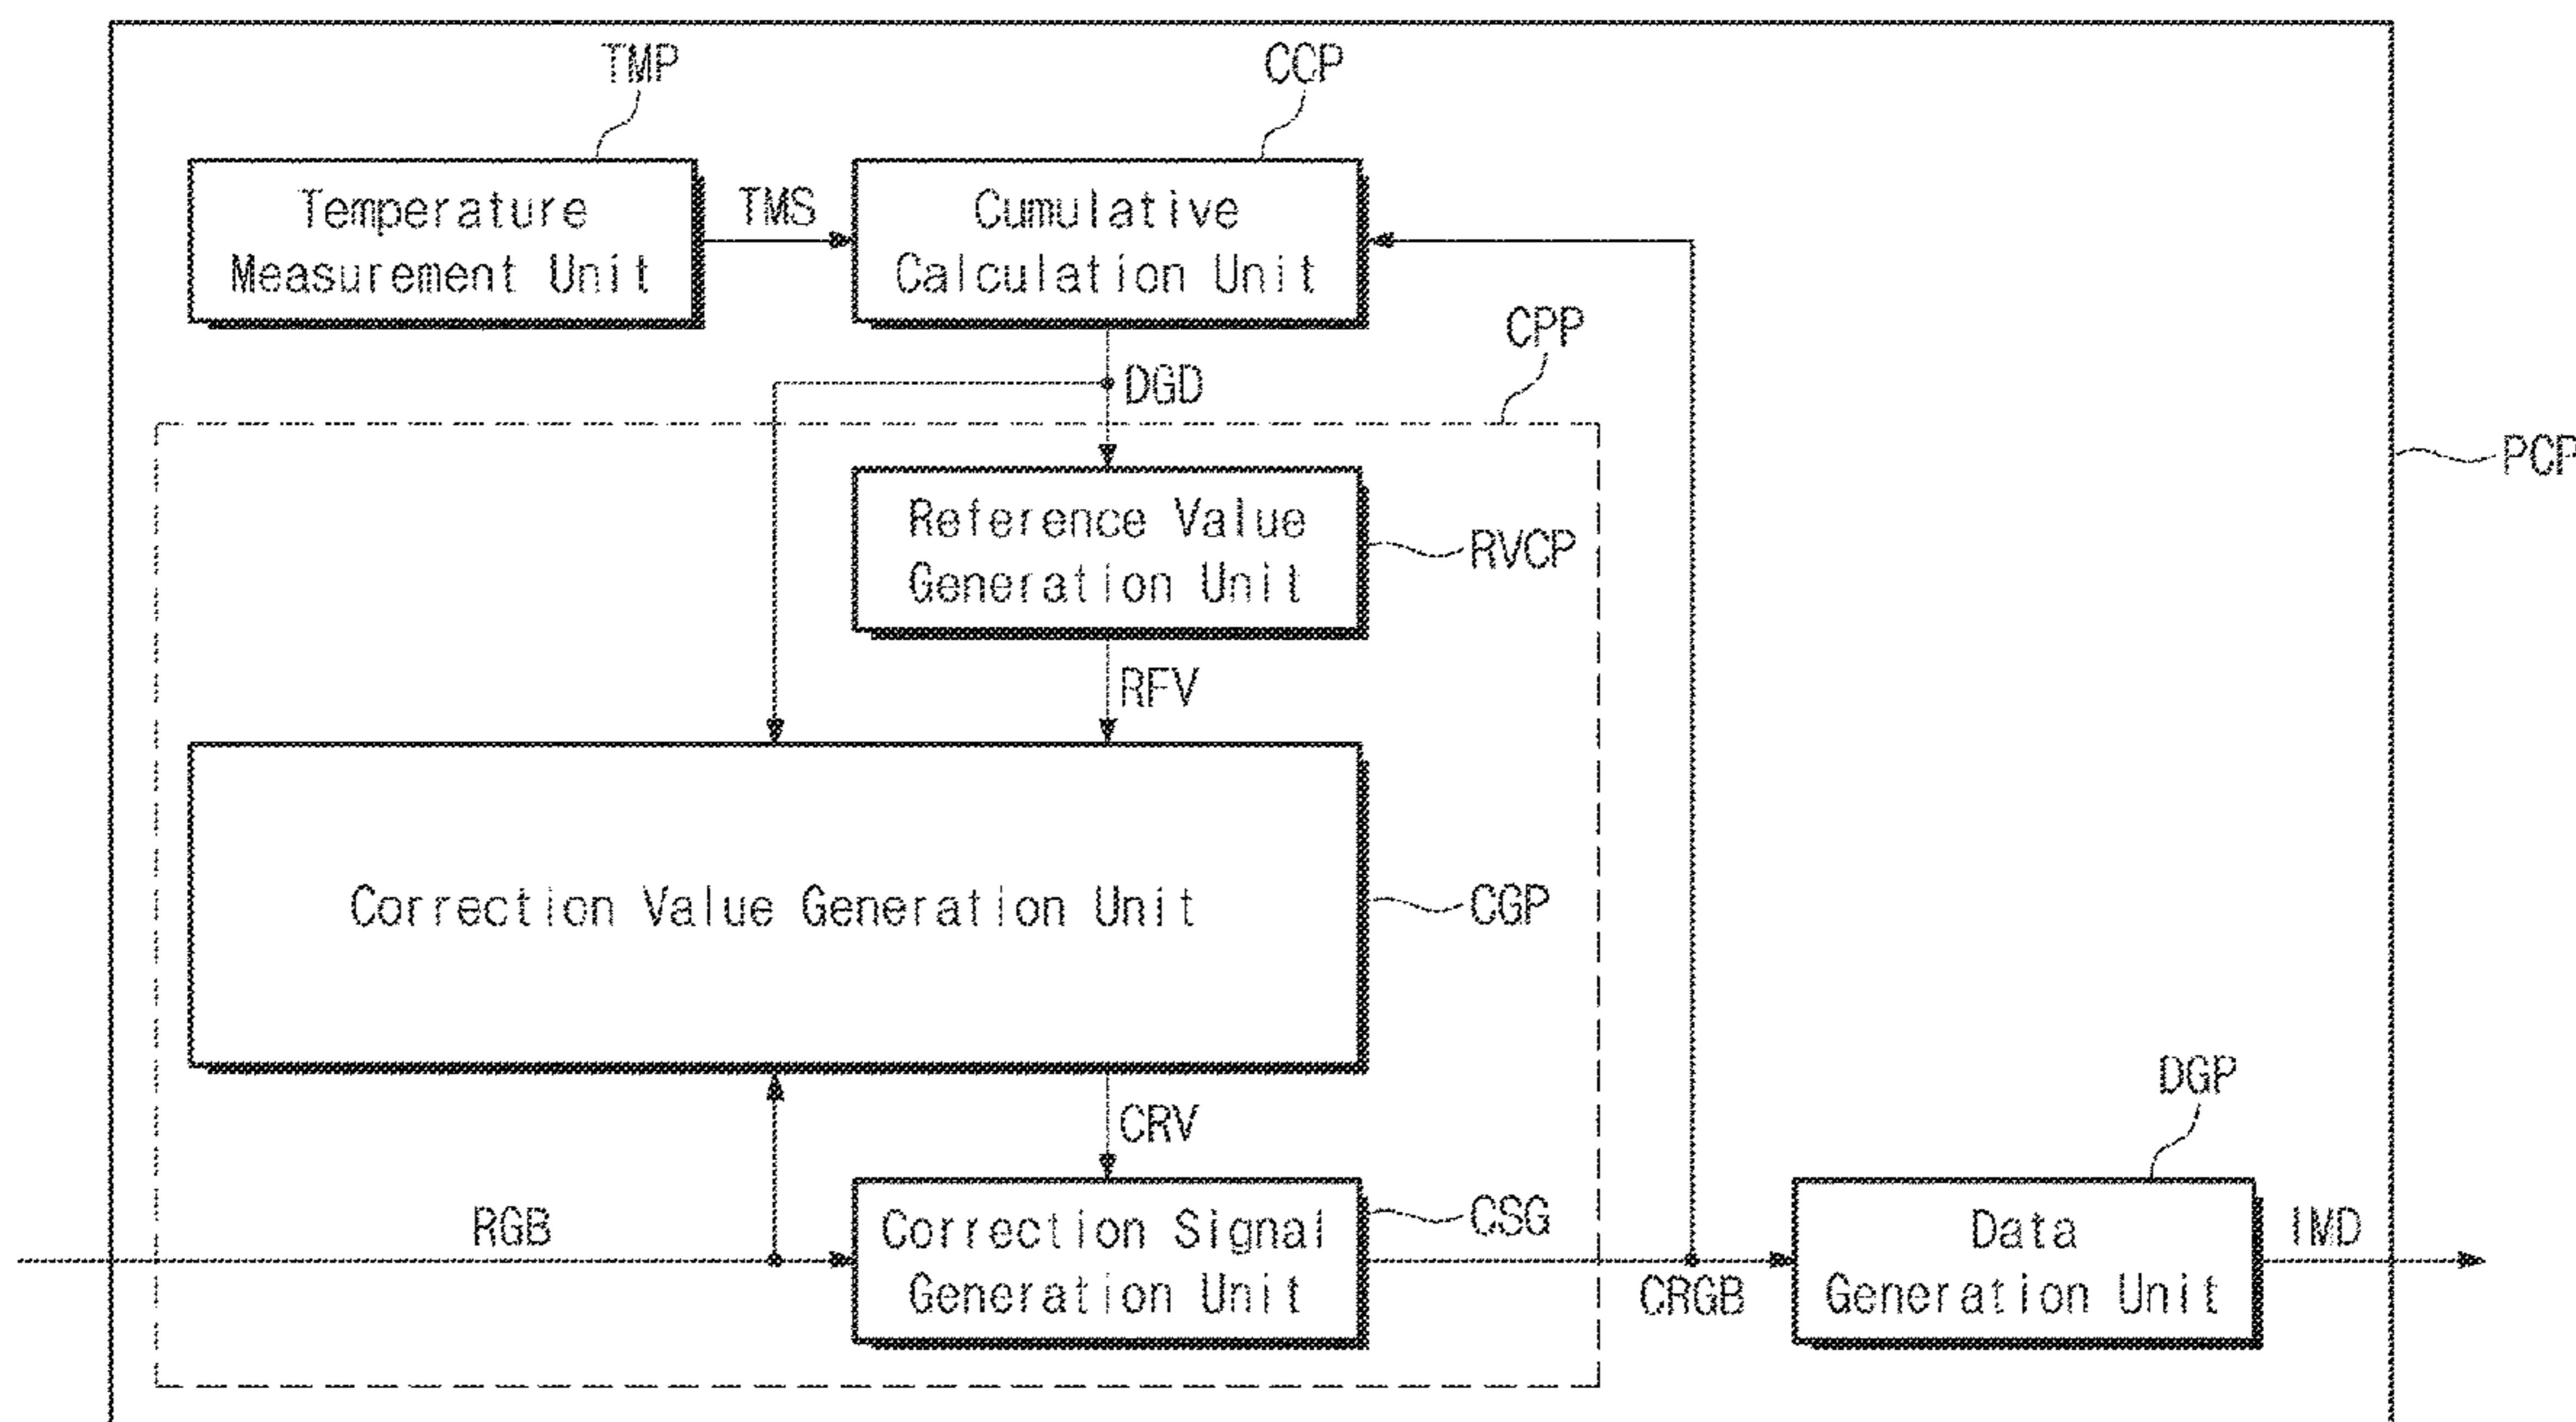 TMP
CCP
Temperature
Measurement Unit
TMS
Cumulative
Calculation Unit
CPP
DGD
PCP
Reference Value
Generation Unit
RVCP
RFV
Correction Value Generation Unit
CGP
CRV
DGP
RGB
Correction Signal
Generation Unit
CSG
CRGB
Data
Generation Unit
IMD